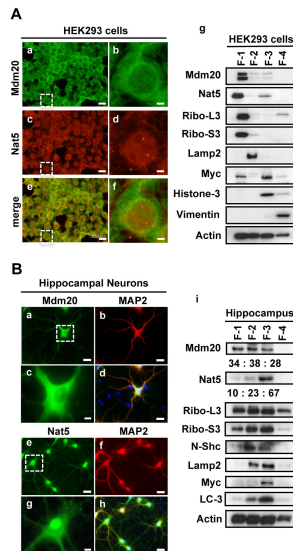 A
HEK293 cells
a
b
Mdm20
c
d
Nat5
e
f
merge
g
HEK293 cells
F-1
F-2
F-3
F-4
Mdm20
Nat5
Ribo-L3
Ribo-S3
Lamp2
Myc
Histone-3
Vimentin
Actin
B
Hippocampal Neurons
Mdm20
MAP2
a
b
c
d
Nat5
MAP2
e
f
g
h
i
Hippocampus
F-1
F-2
F-3
F-4
Mdm20
34 : 38 : 28
Nat5
10 : 23 : 67
Ribo-L3
Ribo-S3
N-Shc
Lamp2
Myc
LC-3
Actin